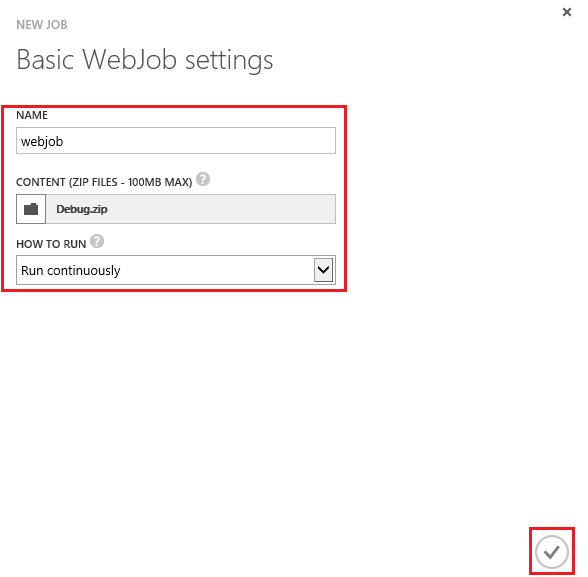 NEW JOB
Basic WebJob settings
NAME
webjob
CONTENT (ZIP FILES - 100MB MAX) ?
Debug.zip
HOW TO RUN ?
Run continuously